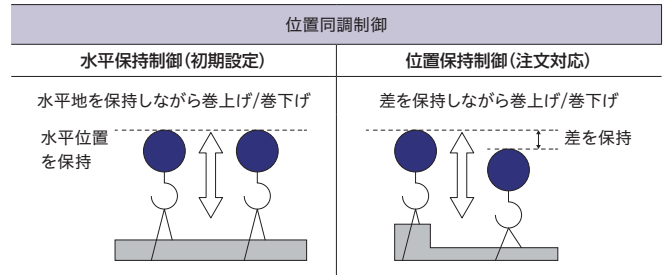 位置同調制御
水平保持制御(初期設定)
位置保持制御(注文対応)
水平地を保持しながら巻上げ/巻下げ
差を保持しながら巻上げ/巻下げ
水平位置
を保持
差を保持